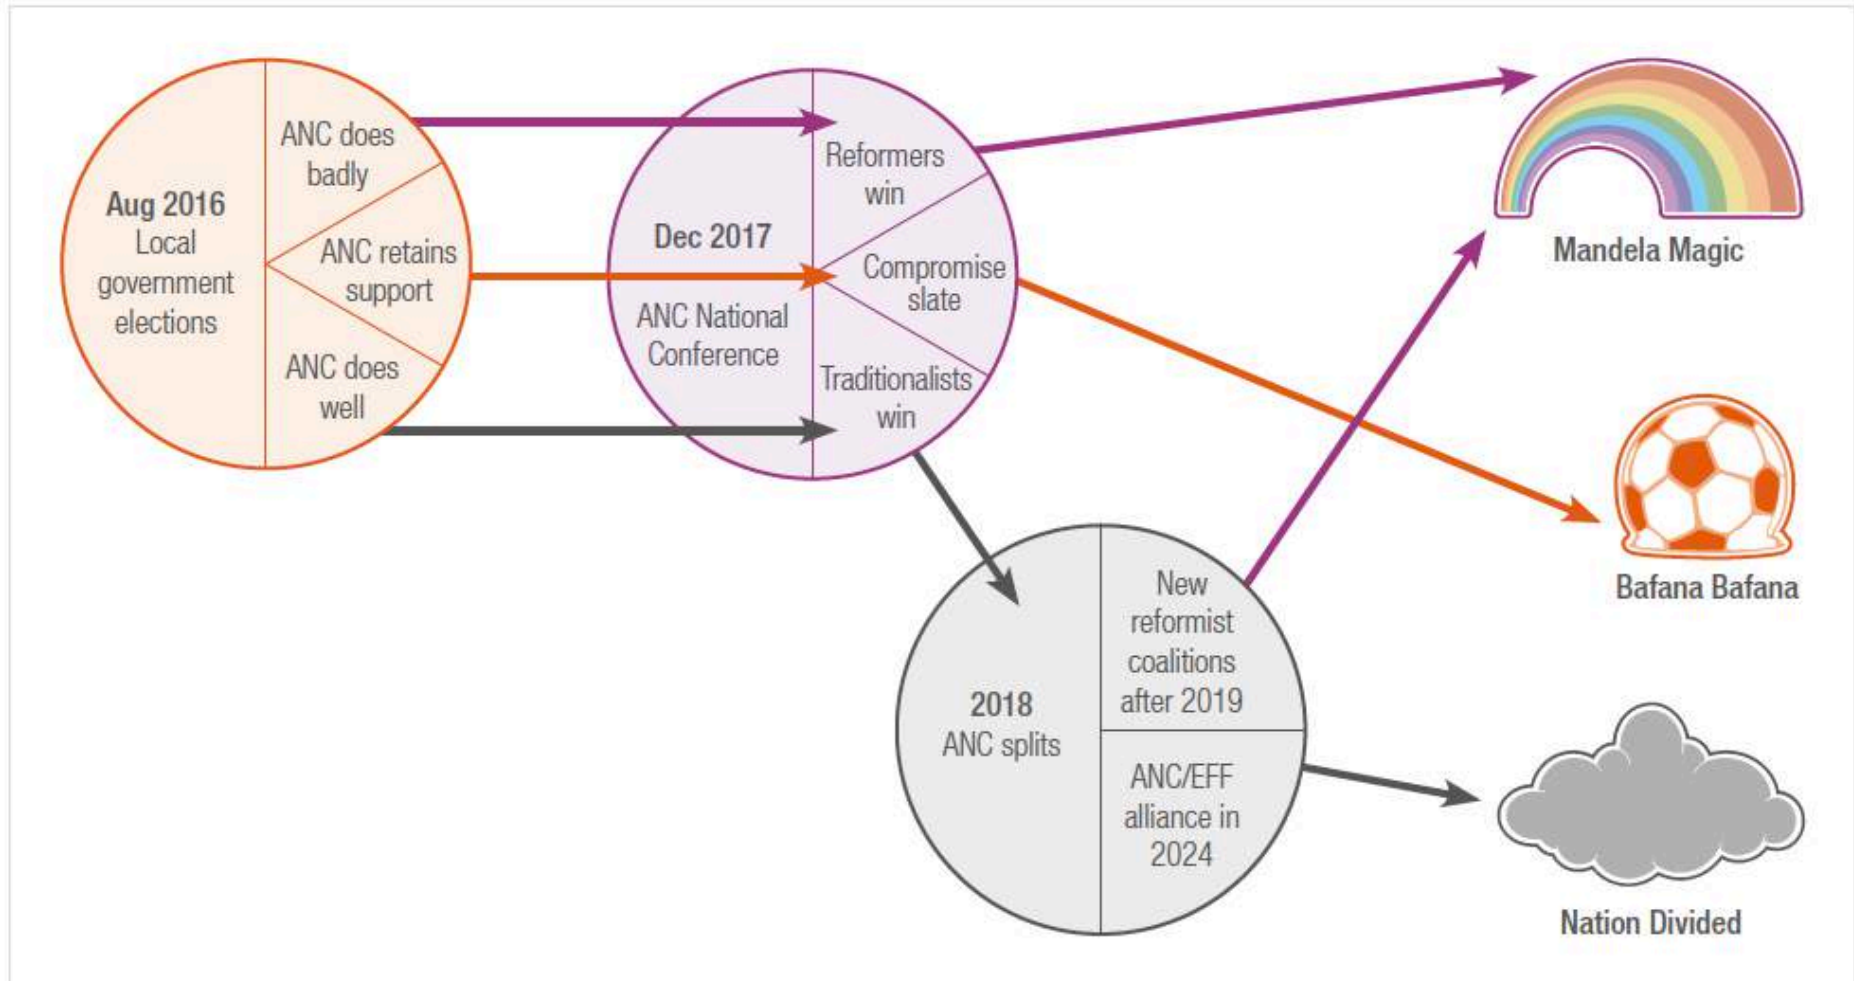 Aug 2016
Local
government
elections
ANC does
badly
ANC retains
support
ANC does
well
Dec 2017
ANC National
Conference
Reformers
win
Compromise
slate
Traditionalists
win
2018
ANC splits
New
reformist
coalitions
after 2019
ANC/EFF
alliance in
2024
Mandela Magic
Bafana Bafana
Nation Divided